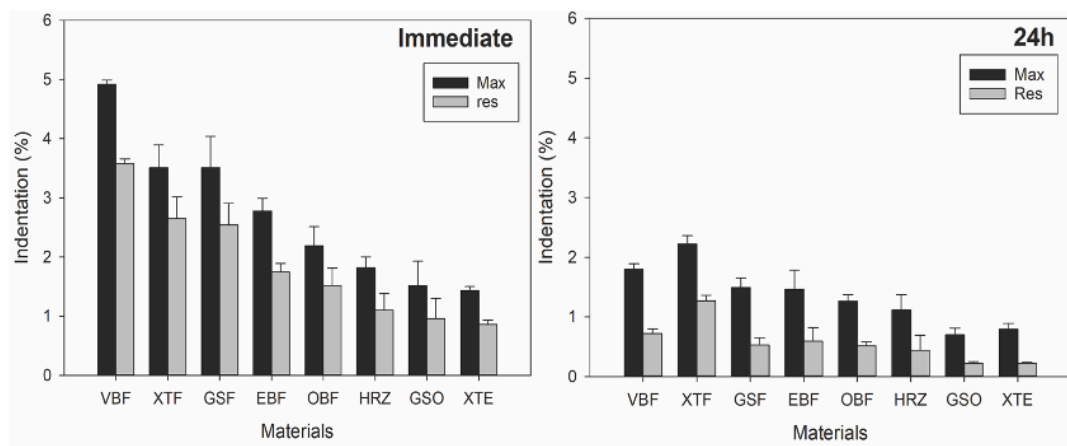 Immediate
Max
res
Indentation (%)
6
5
4
3
2
1
0
VBF XTF GSF EBF OBF HRZ GSO XTE
Materials
24h
Max
Res
Indentation (%)
6
5
4
3
2
1
0
VBF XTF GSF EBF OBF HRZ GSO XTE
Materials